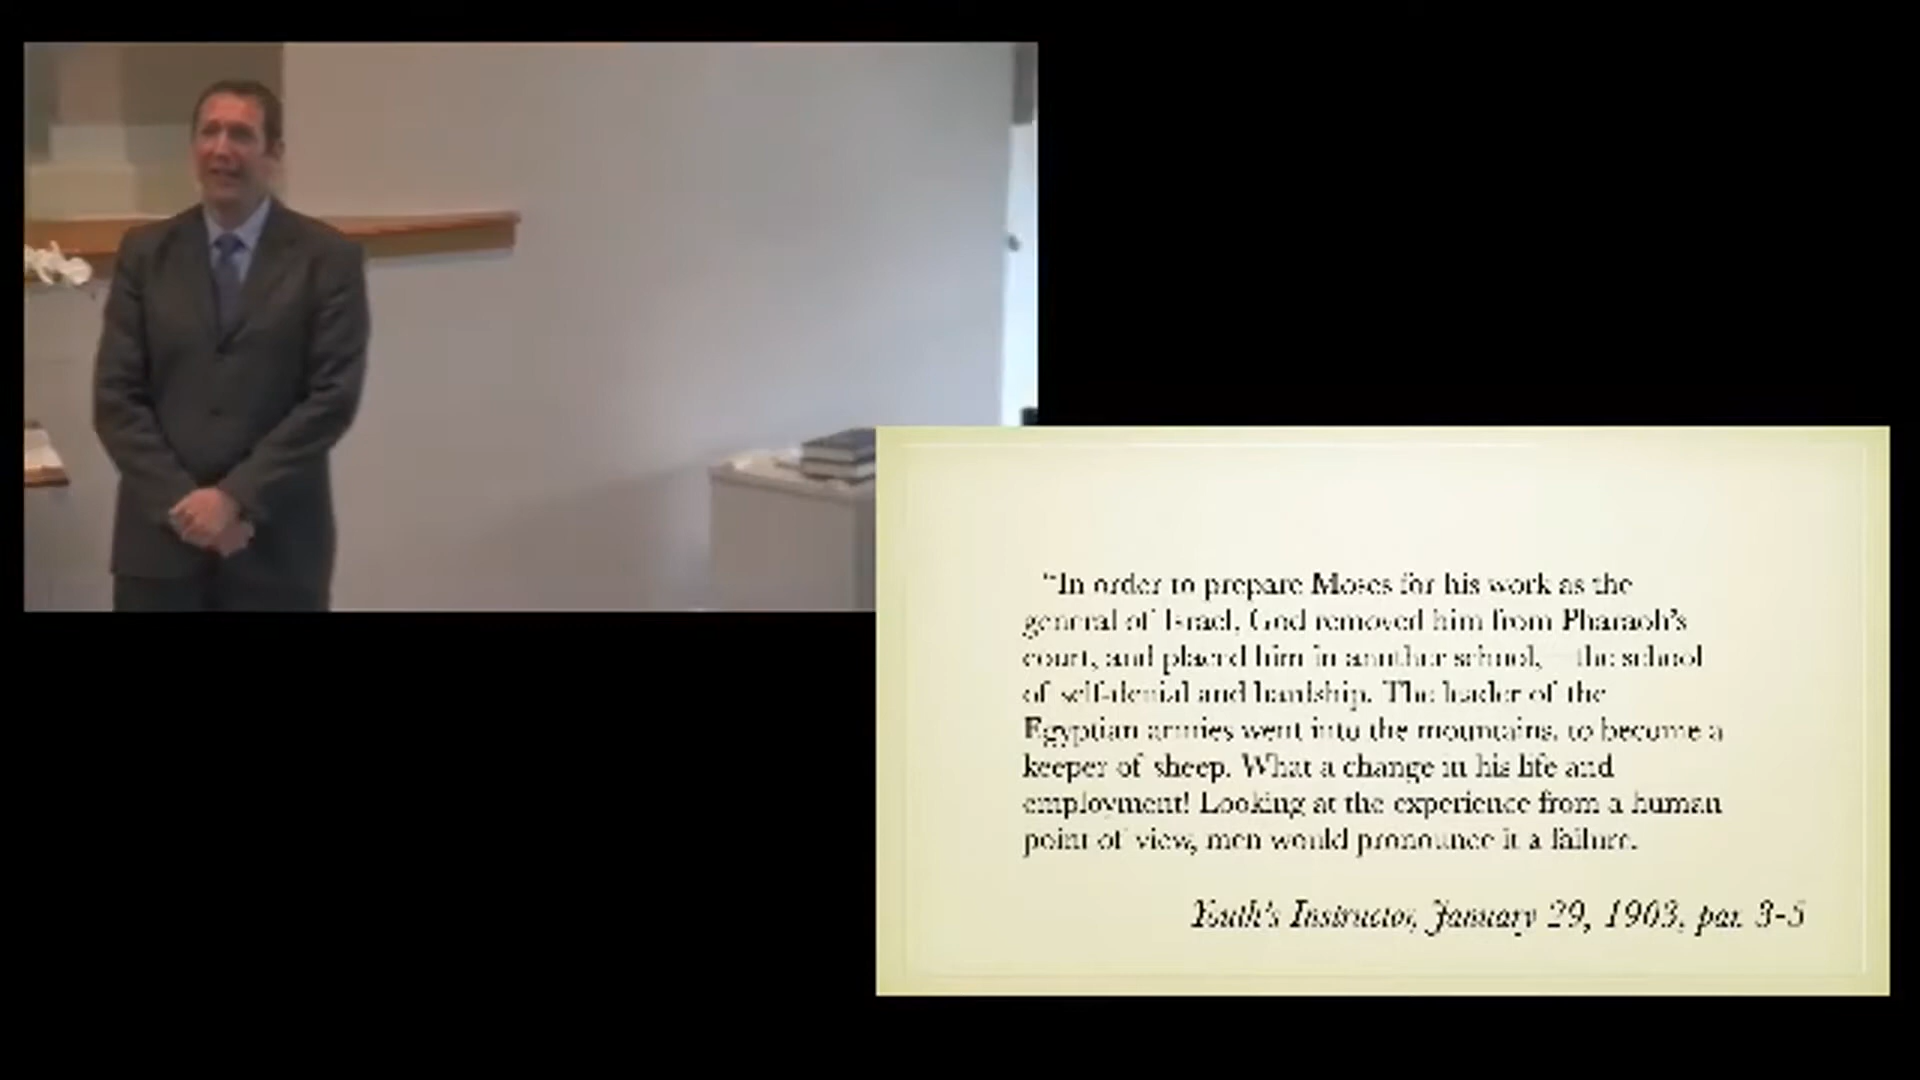 “In order to prepare Moses for his work as the
general of Israel, God removed him from Pharaoh’s
court, and placed him in another school,—the school
of self-denial and hardship. The leader of the
Egyptian armies went into the mountains, to become a
keeper of sheep. What a change in his life and
employment! Looking at the experience from a human
point of view, men would pronounce it a failure.
Youth’s Instructor, January 29, 1903, par. 3-5